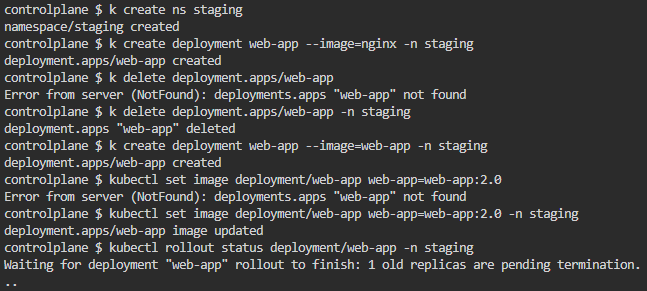 controlplane $ k create ns staging
namespace/staging created
controlplane $ k create deployment web-app --image=nginx -n staging
deployment.apps/web-app created
controlplane $ k delete deployment.apps/web-app
Error from server (NotFound): deployments.apps "web-app" not found
controlplane $ k delete deployment.apps/web-app -n staging
deployment.apps "web-app" deleted
controlplane $ k create deployment web-app --image=web-app -n staging
deployment.apps/web-app created
controlplane $ kubectl set image deployment/web-app web-app=web-app:2.0
Error from server (NotFound): deployments.apps "web-app" not found
controlplane $ kubectl set image deployment/web-app web-app=web-app:2.0 -n staging
deployment.apps/web-app image updated
controlplane $ kubectl rollout status deployment/web-app -n staging
Waiting for deployment "web-app" rollout to finish: 1 old replicas are pending termination.
..